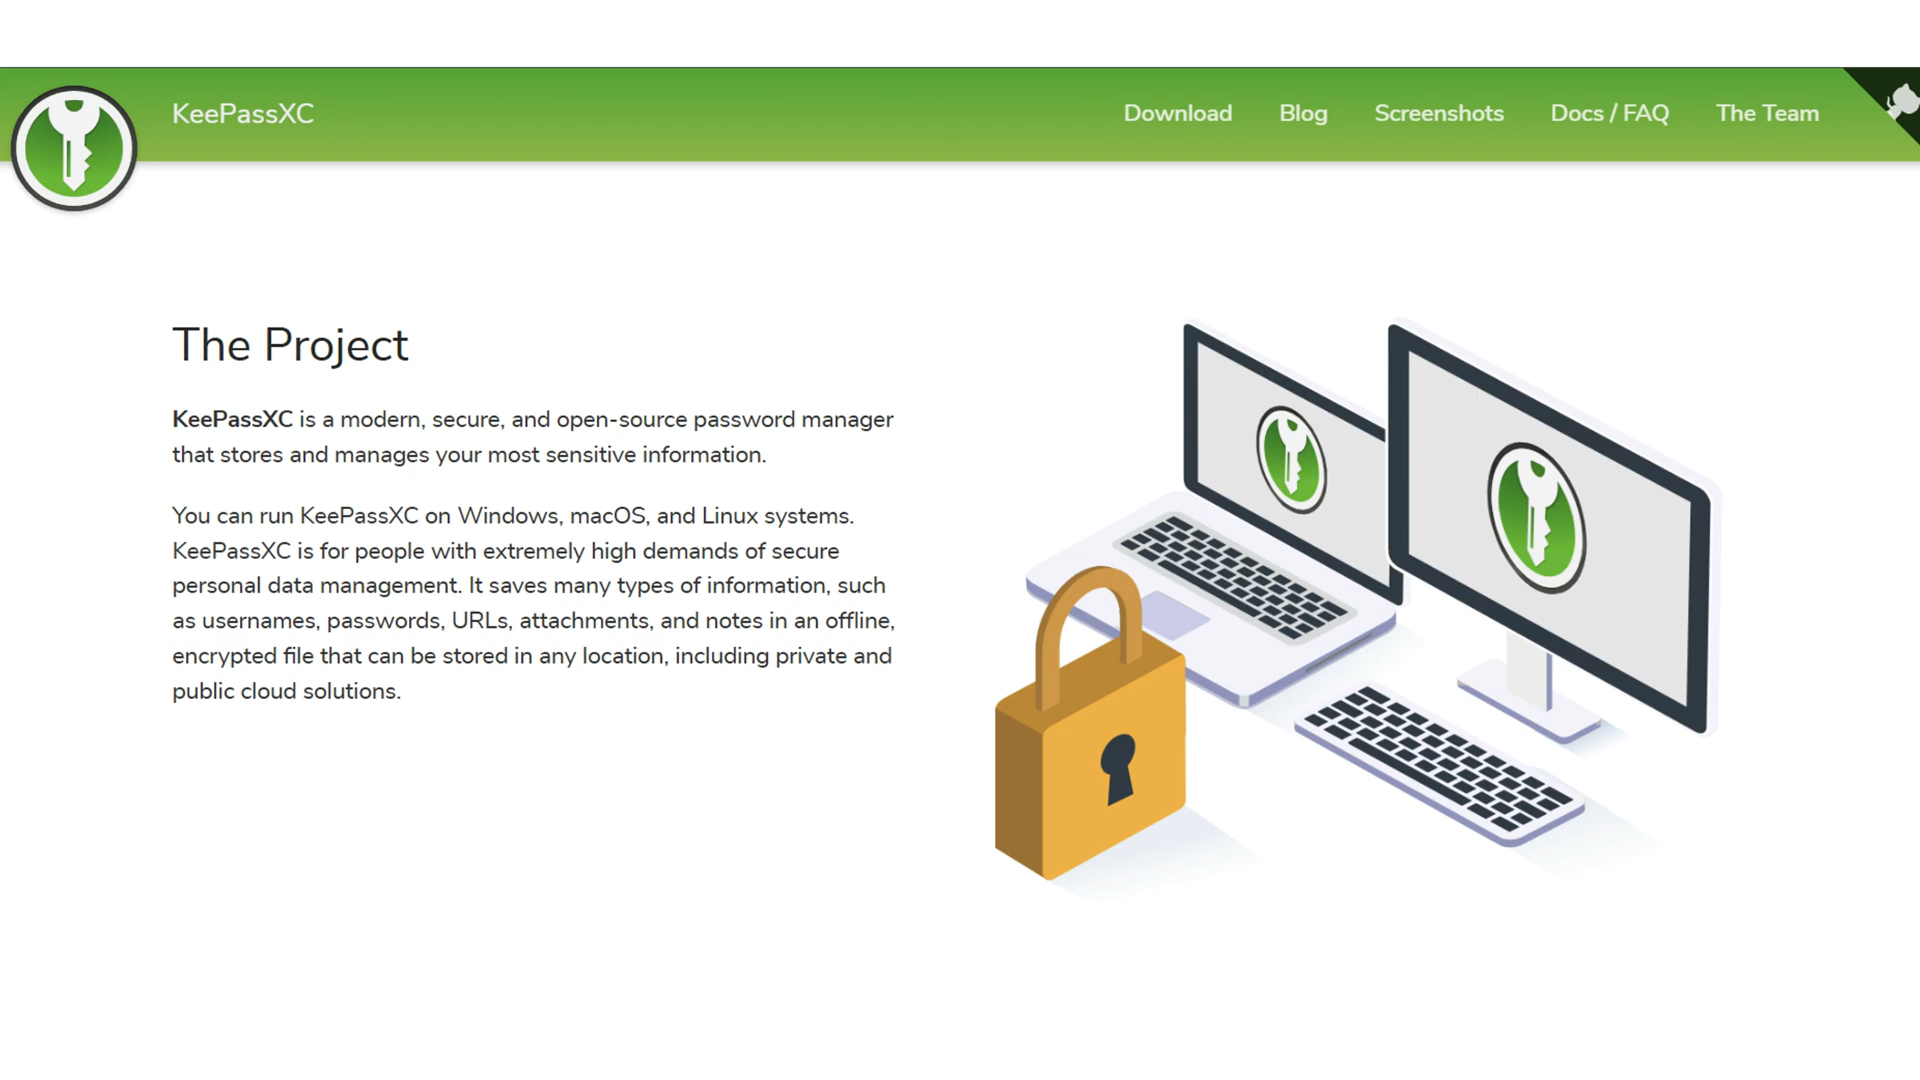 KeePassXC
Download
Blog
Screenshots
Docs / FAQ
The Team
The Project
KeePassXC is a modern, secure, and open-source password manager
that stores and manages your most sensitive information.
You can run KeePassXC on Windows, macOS, and Linux systems.
KeePassXC is for people with extremely high demands of secure
personal data management. It saves many types of information, such
as usernames, passwords, URLs, attachments, and notes in an offline,
encrypted file that can be stored in any location, including private and
public cloud solutions.